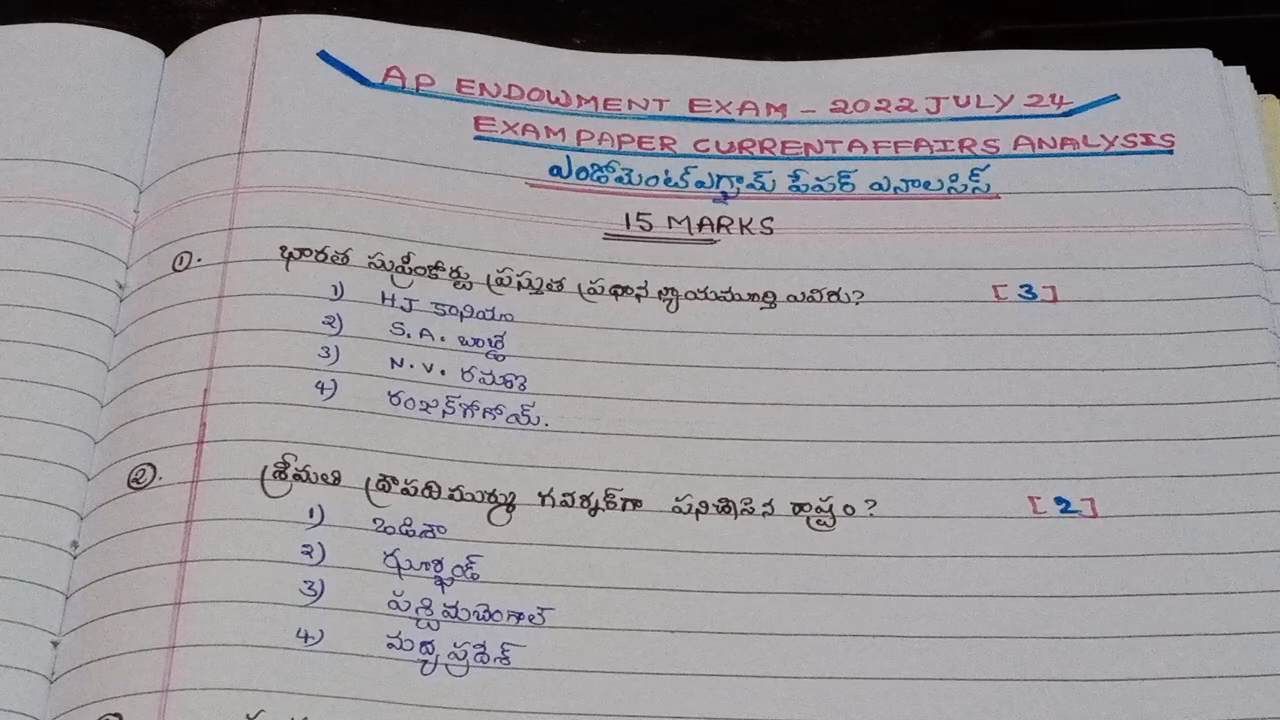 AP ENDOWMENT EXAM - 2022 JULY 24
EXAM PAPER CURRENT AFFAIRS ANALYSIS
ఎండోమెంట్ ఎగ్జామ్ పేపర్ ఎనాలసిస్
15 MARKS
①. భారత సుప్రీంకోర్టు ప్రస్తుత ప్రధాన న్యాయమూర్తి ఎవరు? [3]
1) HJ కానియా
2) S.A. బాబ్డే
3) N.V. రమణ
4) రంజన్ గోగోయ్.
②. శ్రీమతి ద్రౌపది ముర్ము గవర్నర్ గా పనిచేసిన రాష్ట్రం? [2]
1) ఒడిశా
2) ఝార్ఖండ్
3) పశ్చిమబెంగాల్
4) మధ్యప్రదేశ్